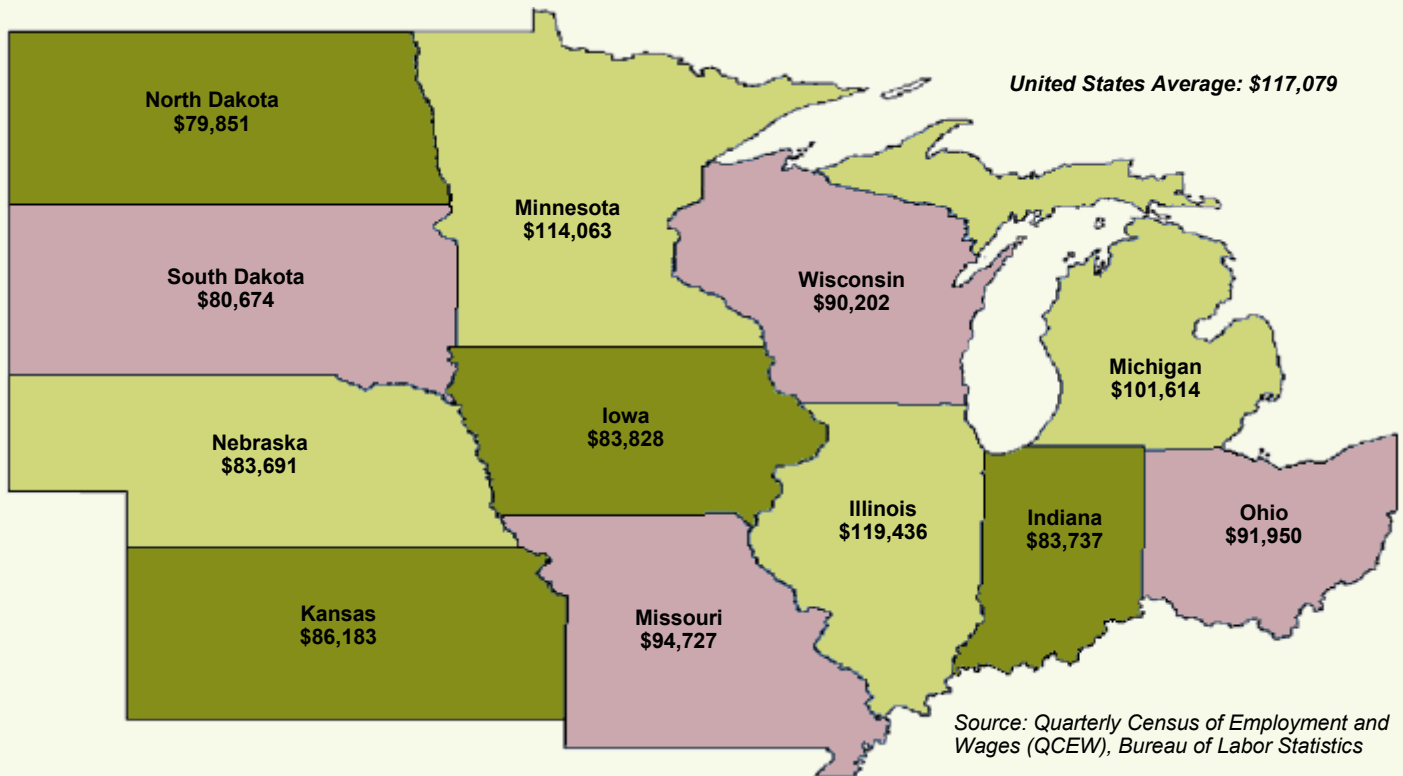 United States Average: $117,079
North Dakota
$79,851
Minnesota
$114,063
South Dakota
$80,674
Wisconsin
$90,202
Michigan
$101,614
Nebraska
$83,691
Iowa
$83,828
Illinois
$119,436
Indiana
$83,737
Ohio
$91,950
Kansas
$86,183
Missouri
$94,727
Source: Quarterly Census of Employment and
Wages (QCEW), Bureau of Labor Statistics